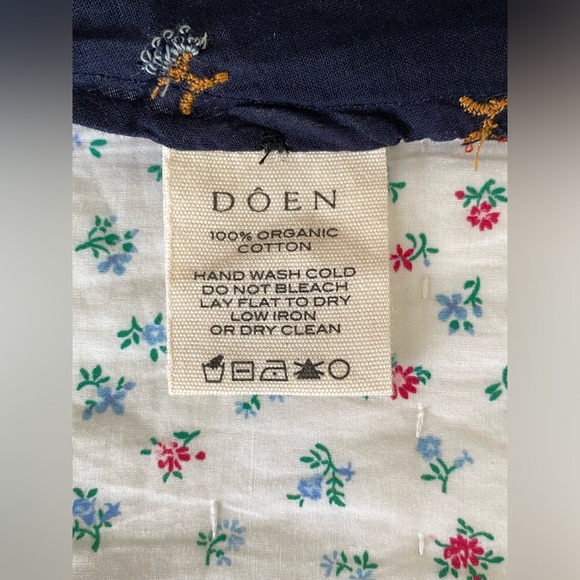 DÔEN
100% ORGANIC
COTTON
HAND WASH COLD
DO NOT BLEACH
LAY FLAT TO DRY
LOW IRON
OR DRY CLEAN